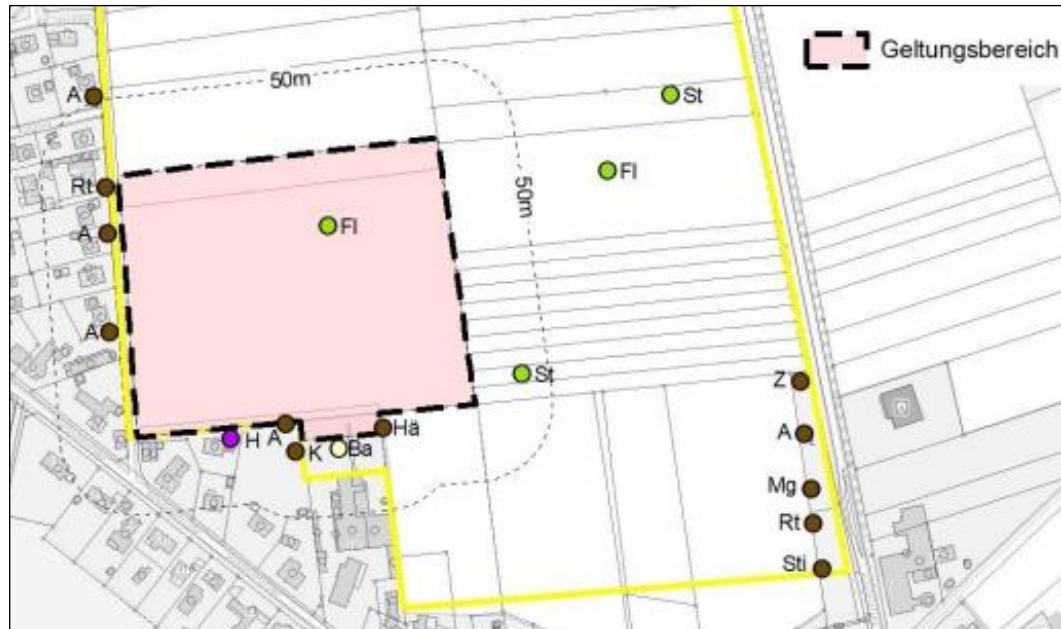 Geltungsbereich
50m
A
St
Fl
Rt
50m
Fl
A
A
St
Z
H
A
Hä
K
Ba
A
Mg
Rt
Sti